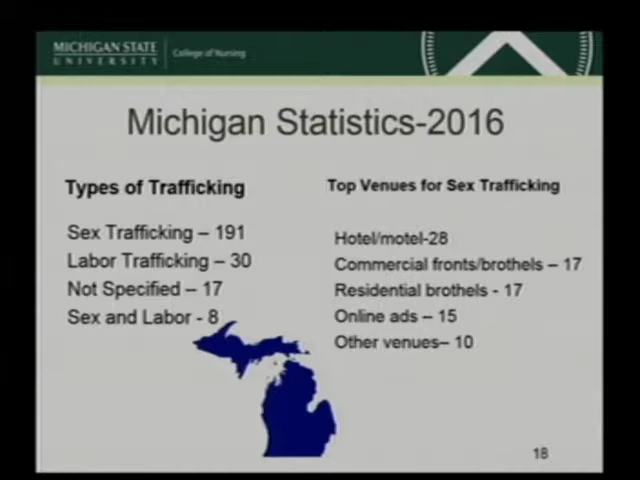 MICHIGAN STATE
UNIVERSITY
College of Nursing
Michigan Statistics-2016
Types of Trafficking
Sex Trafficking – 191
Labor Trafficking – 30
Not Specified – 17
Sex and Labor - 8
Top Venues for Sex Trafficking
Hotel/motel-28
Commercial fronts/brothels – 17
Residential brothels - 17
Online ads – 15
Other venues– 10
18